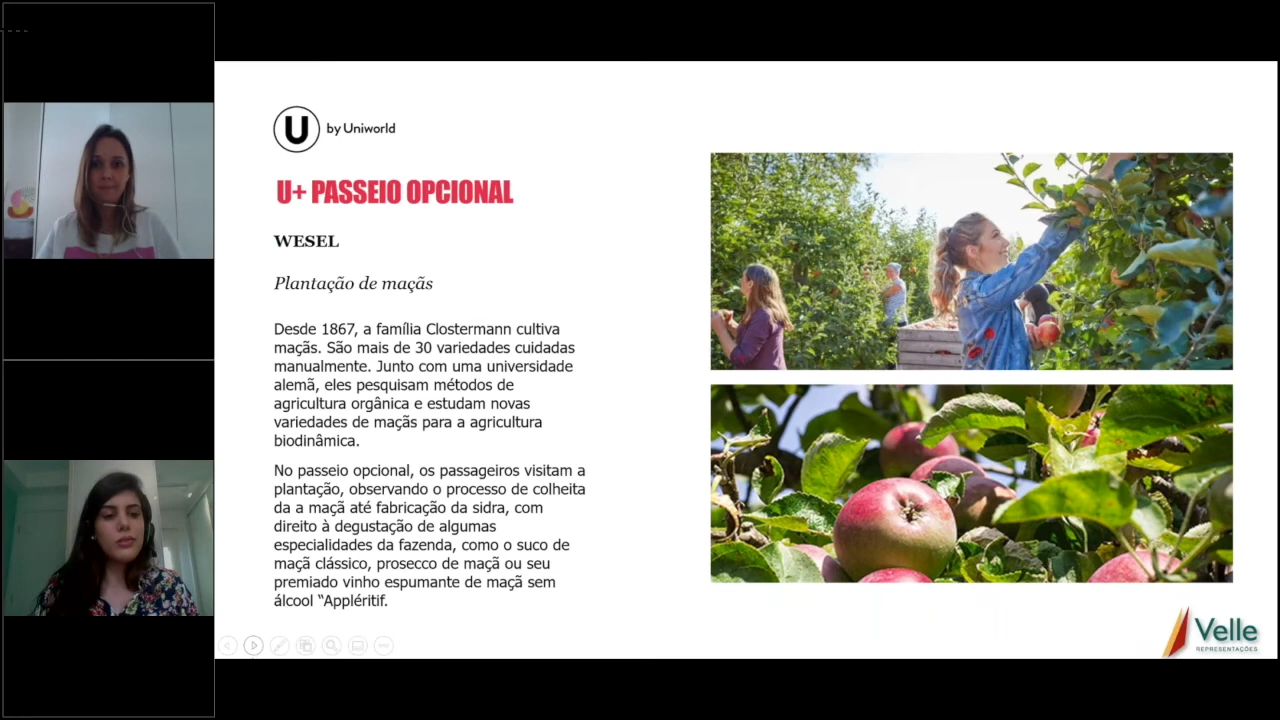 U by Uniworld
U+ PASSEIO OPCIONAL
WESEL
Plantação de maçãs
Desde 1867, a família Clostermann cultiva
maçãs. São mais de 30 variedades cuidadas
manualmente. Junto com uma universidade
alemã, eles pesquisam métodos de
agricultura orgânica e estudam novas
variedades de maçãs para a agricultura
biodinâmica.
No passeio opcional, os passageiros visitam a
plantação, observando o processo de colheita
da a maçã até fabricação da sidra, com
direito à degustação de algumas
especialidades da fazenda, como o suco de
maçã clássico, prosecco de maçã ou seu
premiado vinho espumante de maçã sem
álcool “Appléritif.
Velle
REPRESENTAÇÕES